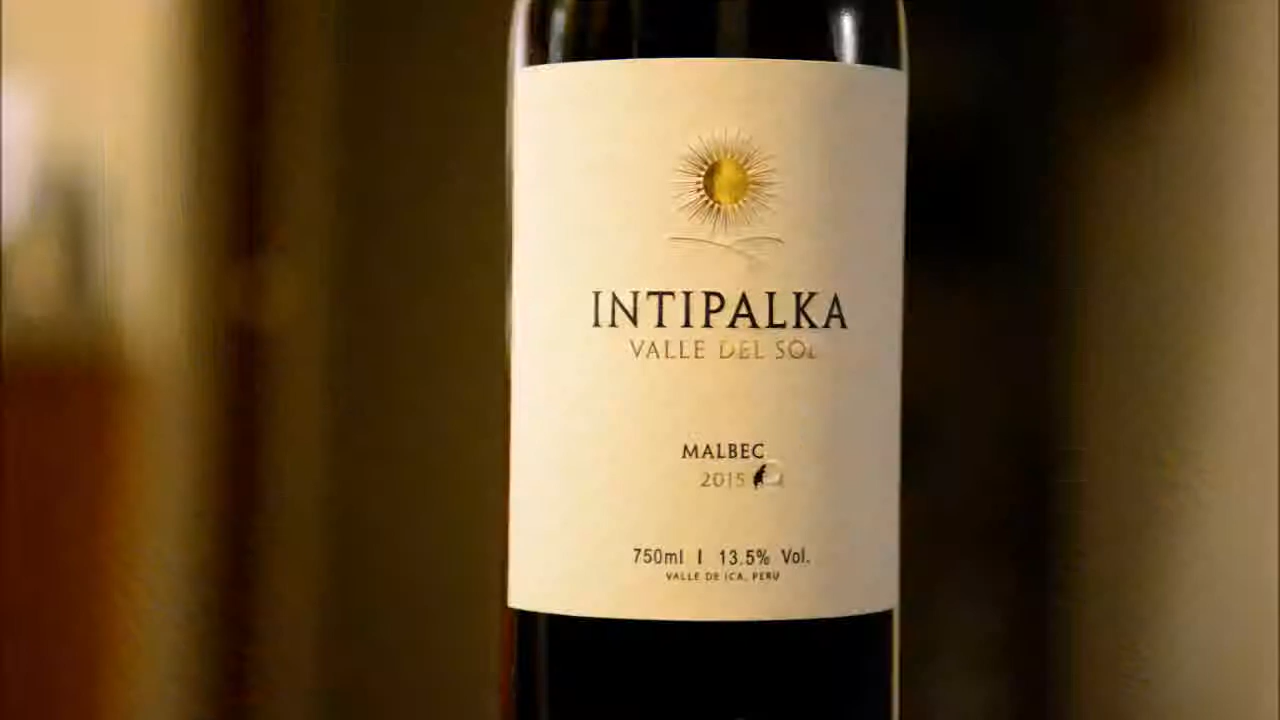 INTIPALKA
VALLE DEL SOL
MALBEC
2015
750ml | 13.5% Vol.
VALLE DE ICA, PERU